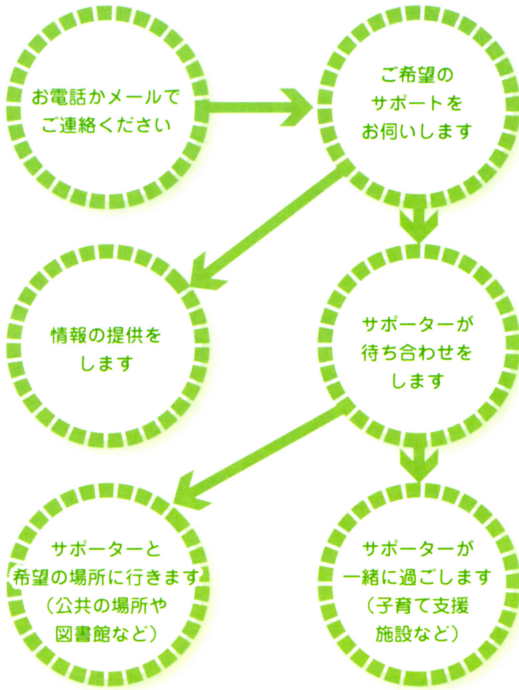 お電話かメールで
ご連絡ください
ご希望の
サポートを
お伺いします
情報の提供を
します
サポーターが
待ち合わせを
します
サポーターと
希望の場所に行きます
（公共の場所や
図書館など）
サポーターが
一緒に過ごします
（子育て支援
施設など）